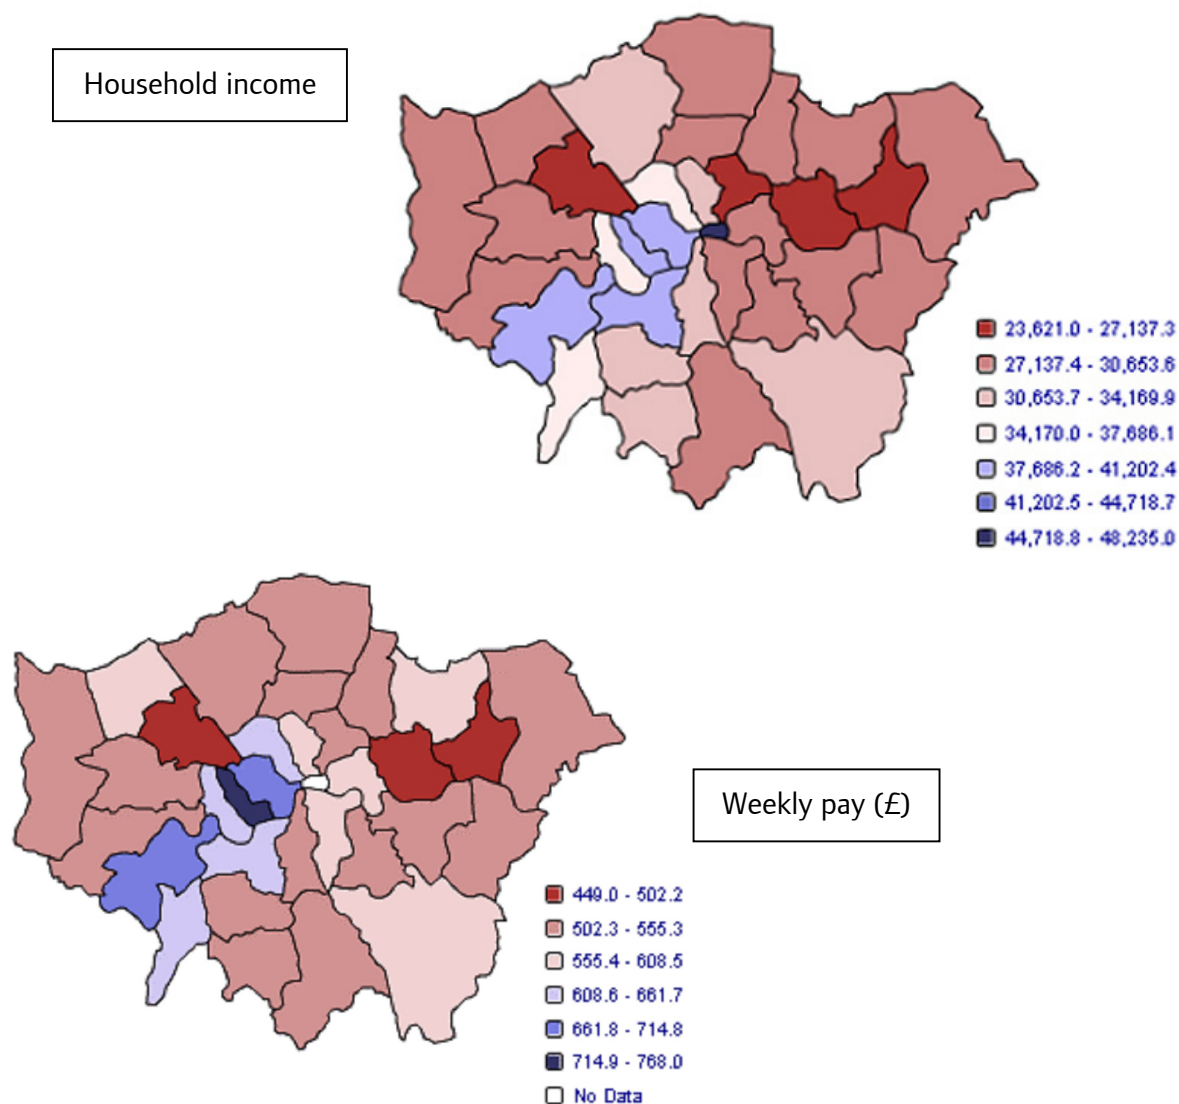 Household income
23,621.0 - 27,137.3
27,137.4 - 30,653.6
30,653.7 - 34,169.9
34,170.0 - 37,686.1
37,686.2 - 41,202.4
41,202.5 - 44,718.7
44,718.8 - 48,235.0
Weekly pay (£)
449.0 - 502.2
502.3 - 555.3
555.4 - 608.5
608.6 - 661.7
661.8 - 714.8
714.9 - 768.0
No Data